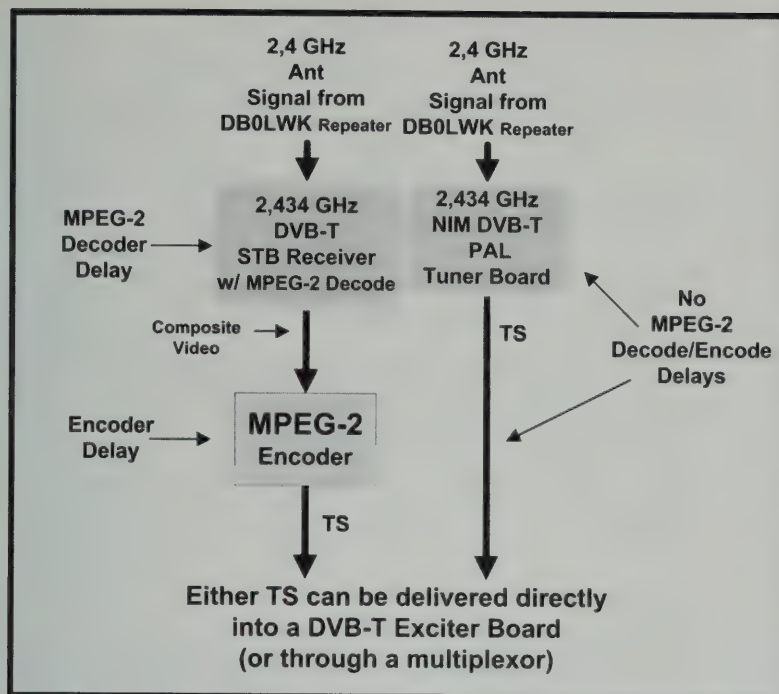 2,4 GHz
Ant
Signal from
DB0LWK Repeater
2,4 GHz
Ant
Signal from
DB0LWK Repeater
MPEG-2
Decoder
Delay
2,434 GHz
DVB-T
STB Receiver
w/ MPEG-2 Decode
2,434 GHz
NIM DVB-T
PAL
Tuner Board
Composite
Video
TS
No
MPEG-2
Decode/Encode
Delays
Encoder
Delay
MPEG-2
Encoder
TS
Either TS can be delivered directly
into a DVB-T Exciter Board
(or through a multiplexor)